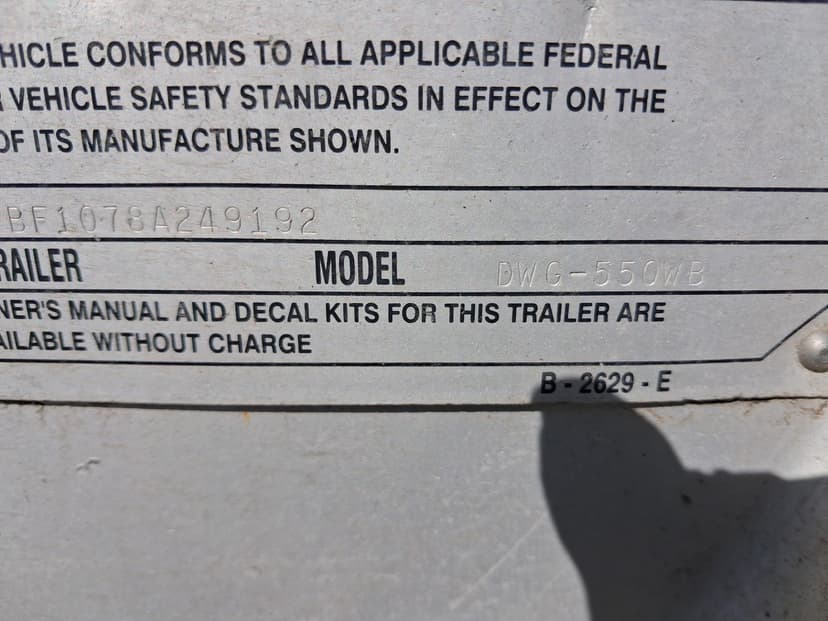 HICLE CONFORMS TO ALL APPLICABLE FEDERAL
VEHICLE SAFETY STANDARDS IN EFFECT ON THE
OF ITS MANUFACTURE SHOWN.
BF1078A249192
RAILER MODEL DWG-550WB
NER'S MANUAL AND DECAL KITS FOR THIS TRAILER ARE
AILABLE WITHOUT CHARGE
B - 2629 - E